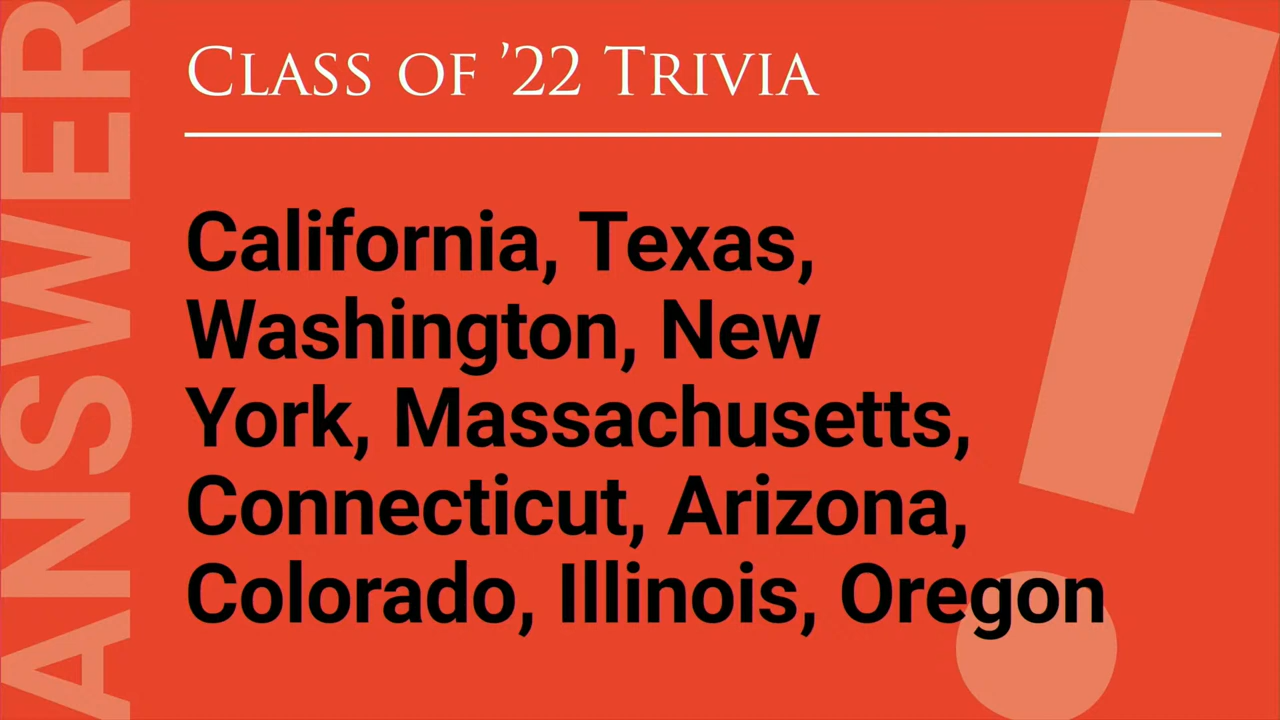 ANSWER
Class of ’22 Trivia
California, Texas,
Washington, New
York, Massachusetts,
Connecticut, Arizona,
Colorado, Illinois, Oregon
!